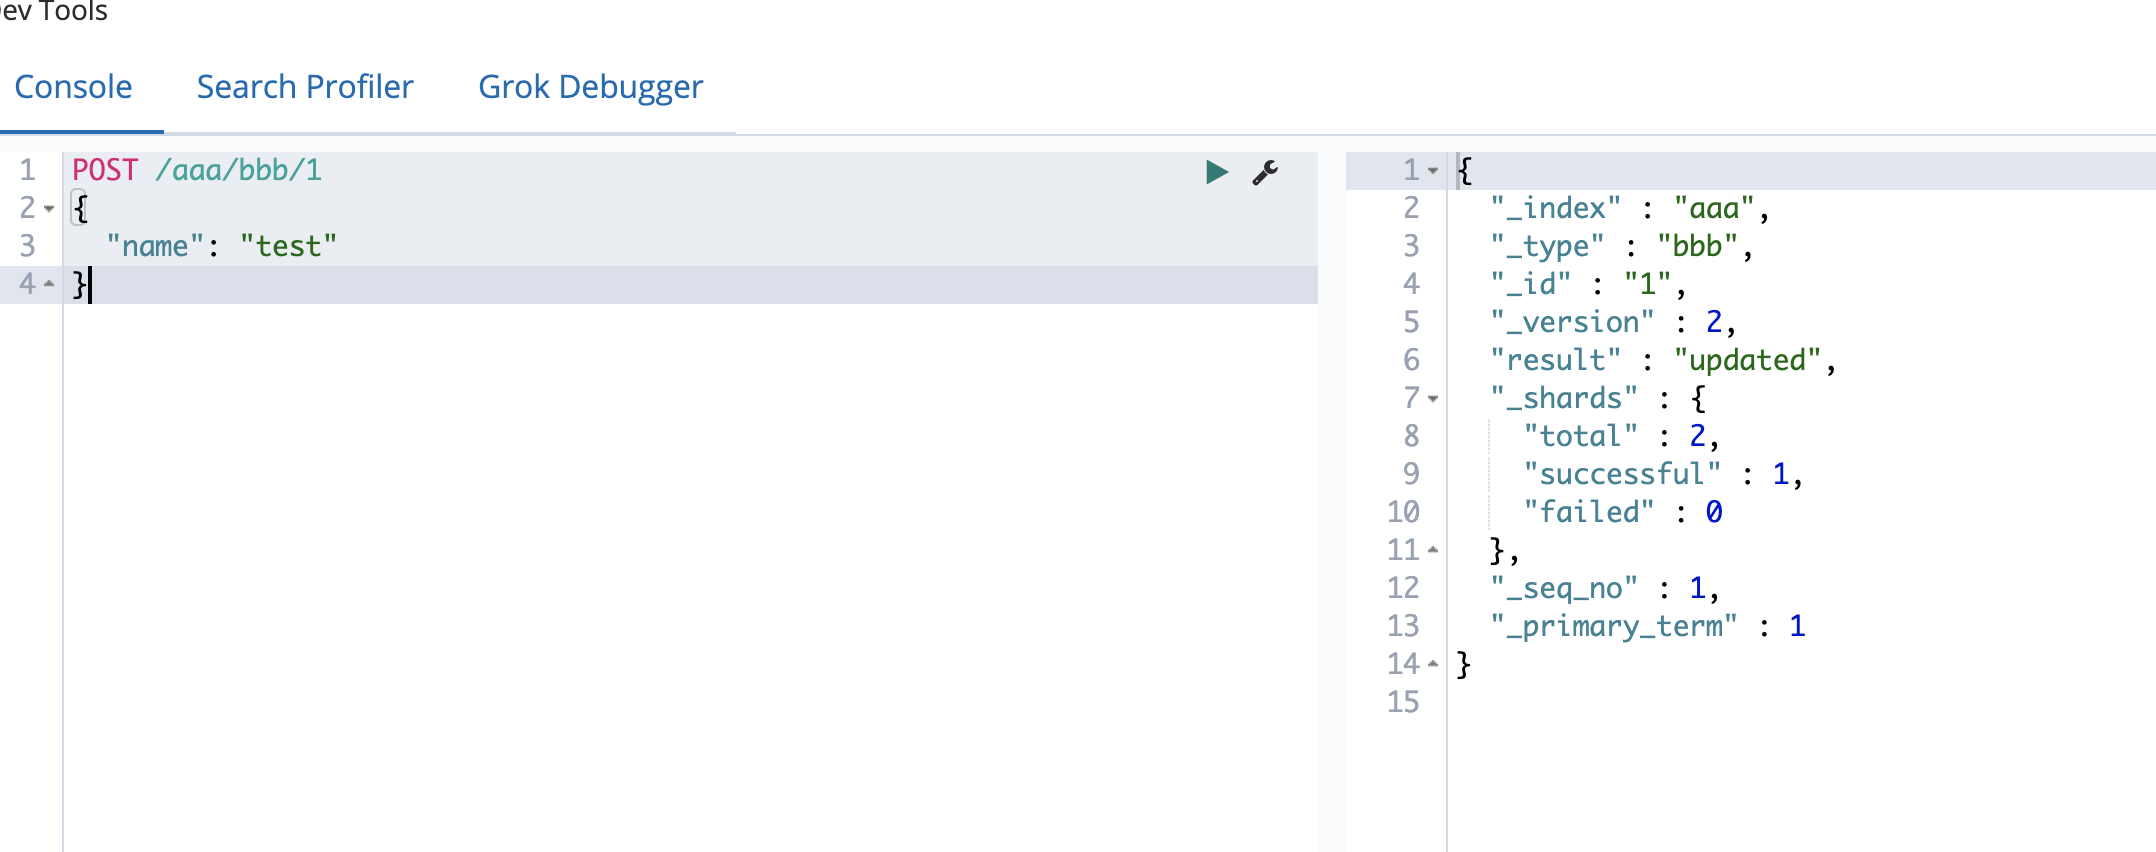 Dev Tools
Console Search Profiler Grok Debugger
1 POST /aaa/bbb/1
2 {
3 "name": "test"
4 }
1 {
2 "_index" : "aaa",
3 "_type" : "bbb",
4 "_id" : "1",
5 "_version" : 2,
6 "result" : "updated",
7 "_shards" : {
8 "total" : 2,
9 "successful" : 1,
10 "failed" : 0
11 },
12 "_seq_no" : 1,
13 "_primary_term" : 1
14 }
15